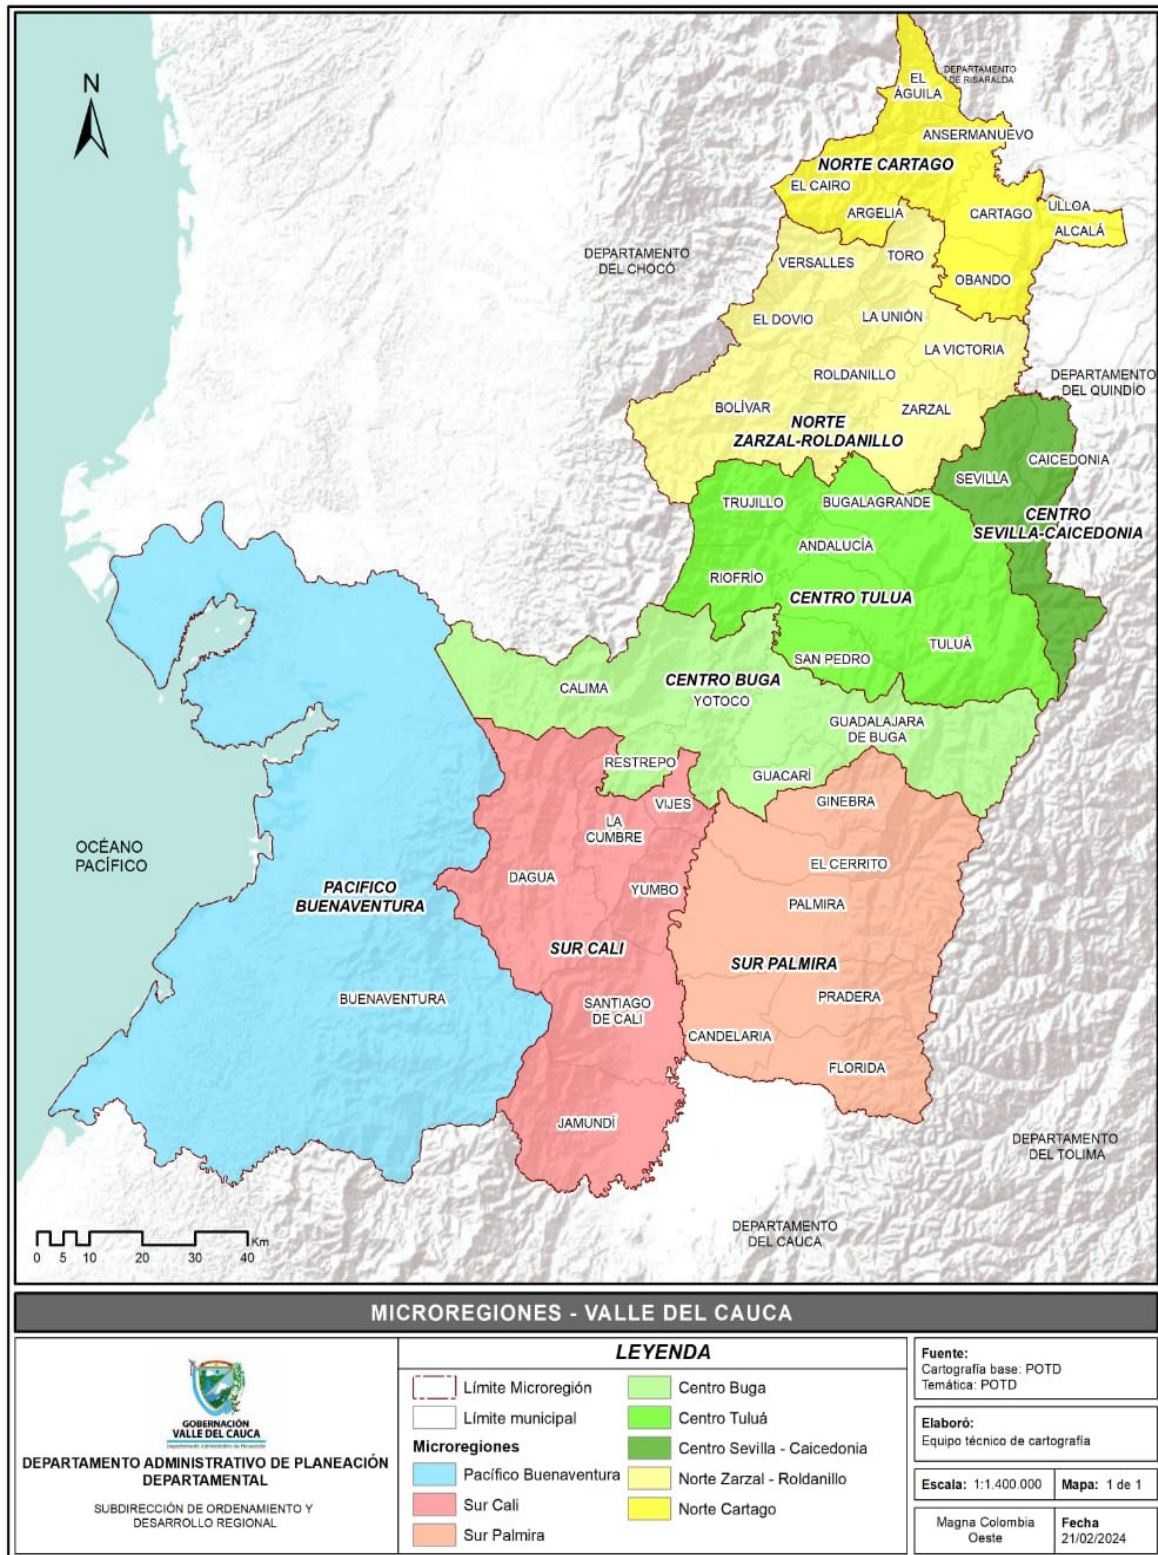 N
DEPARTAMENTO
DE RISARALDA
EL
ÁGUILA
ANSERMANUEVO
NORTE CARTAGO
EL CAIRO
ARGELIA
CARTAGO
ULLOA
ALCALÁ
DEPARTAMENTO
DEL CHOCÓ
VERSALLES
TORO
OBANDO
EL DOVIO
LA UNIÓN
LA VICTORIA
ROLDANILLO
DEPARTAMENTO
DEL QUINDÍO
BOLÍVAR
ZARZAL
NORTE
ZARZAL-ROLDANILLO
CAICEDONIA
SEVILLA
TRUJILLO
BUGALAGRANDE
CENTRO
SEVILLA-CAICEDONIA
ANDALUCÍA
RIOFRÍO
CENTRO TULUA
TULUÁ
SAN PEDRO
CALIMA
CENTRO BUGA
YOTOCO
GUADALAJARA
DE BUGA
RESTREPO
GUACARÍ
VIJES
GINEBRA
LA
CUMBRE
OCÉANO
PACÍFICO
EL CERRITO
DAGUA
YUMBO
PACIFICO
BUENAVENTURA
PALMIRA
SUR CALI
SUR PALMIRA
BUENAVENTURA
SANTIAGO
DE CALI
PRADERA
CANDELARIA
FLORIDA
JAMUNDÍ
DEPARTAMENTO
DEL TOLIMA
DEPARTAMENTO
DEL CAUCA
Km
0 5 10 20 30 40
MICROREGIONES - VALLE DEL CAUCA
GOBERNACIÓN
VALLE DEL CAUCA
Departamento Administrativo de Planeación
DEPARTAMENTO ADMINISTRATIVO DE PLANEACIÓN
DEPARTAMENTAL
SUBDIRECCIÓN DE ORDENAMIENTO Y
DESARROLLO REGIONAL
LEYENDA
Límite Microregión
Límite municipal
Microregiones
Pacífico Buenaventura
Sur Cali
Sur Palmira
Centro Buga
Centro Tuluá
Centro Sevilla - Caicedonia
Norte Zarzal - Roldanillo
Norte Cartago
Fuente:
Cartografía base: POTD
Temática: POTD
Elaboró:
Equipo técnico de cartografía
Escala: 1:1.400.000
Mapa: 1 de 1
Magna Colombia
Oeste
Fecha
21/02/2024